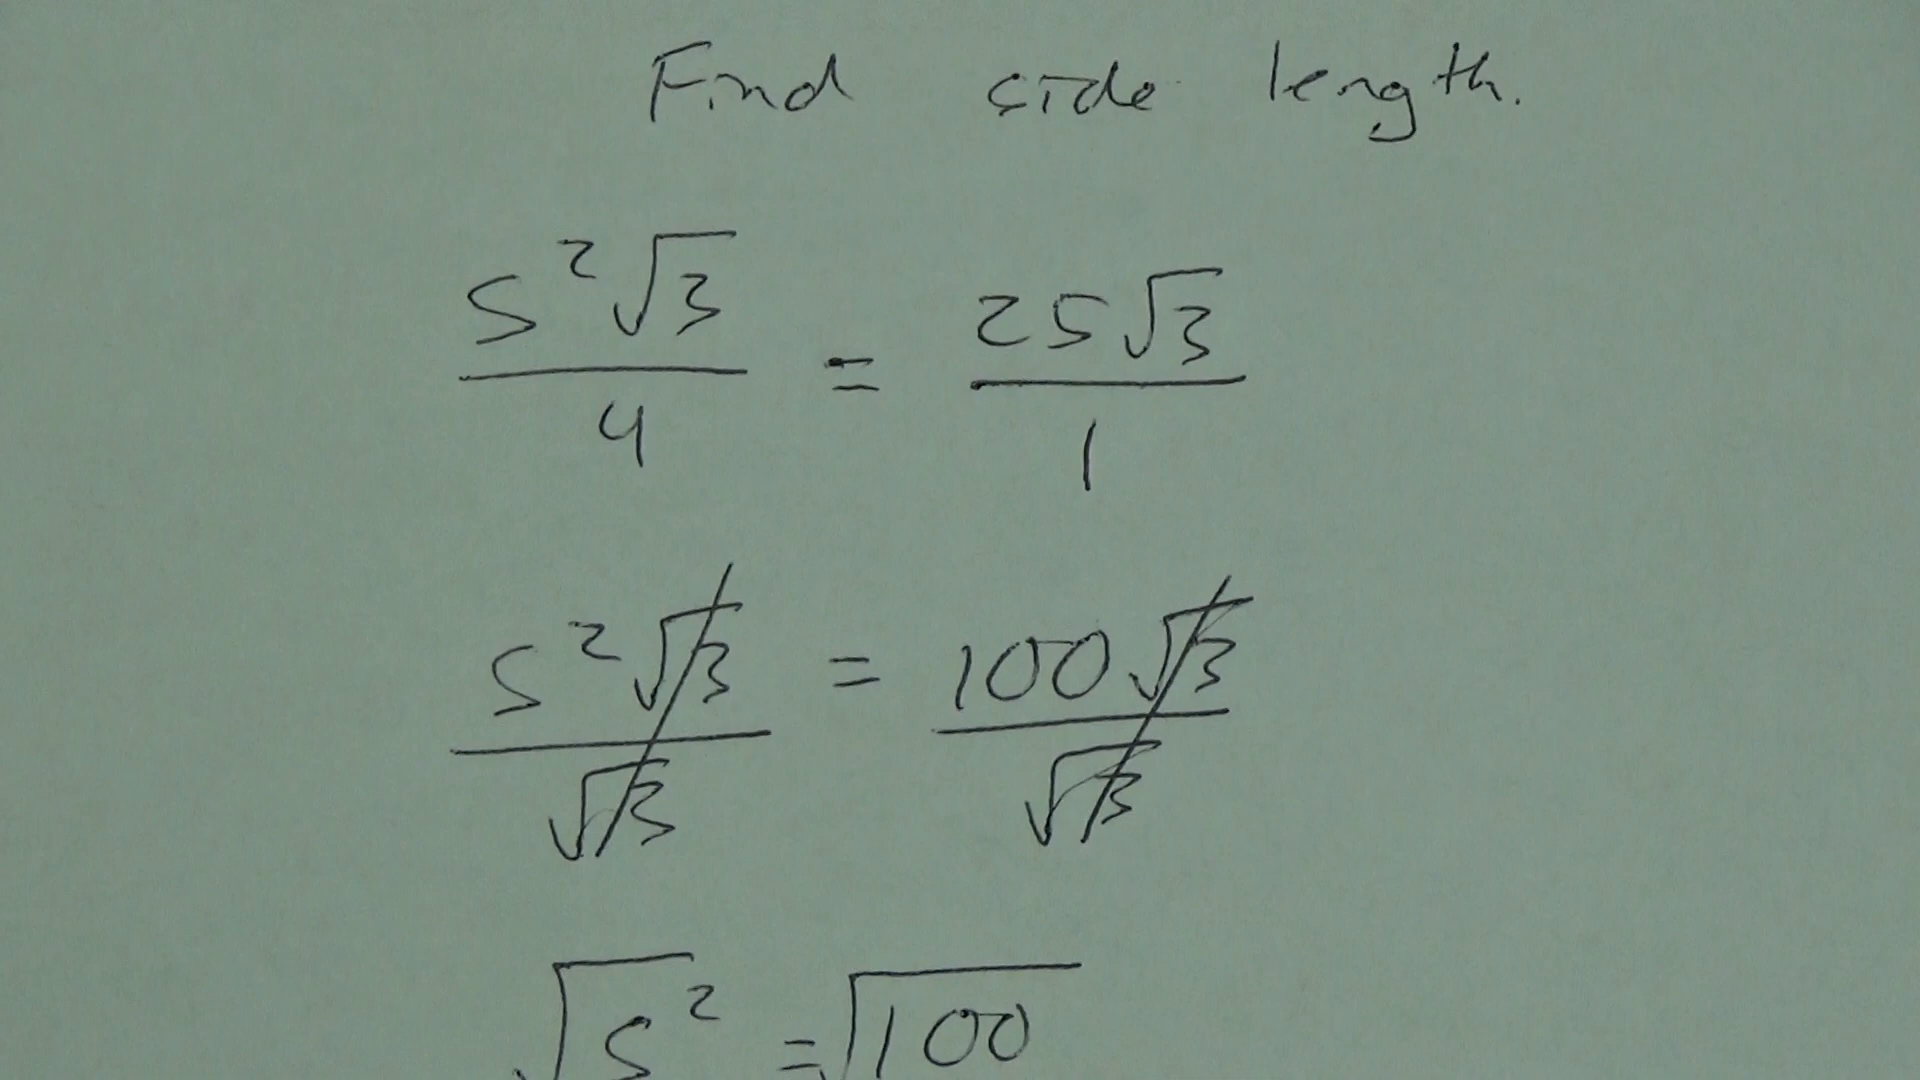 Find side length.
s²√3/4 = 25√3/1
s²√3/√3 = 100√3/√3
√s² = √100